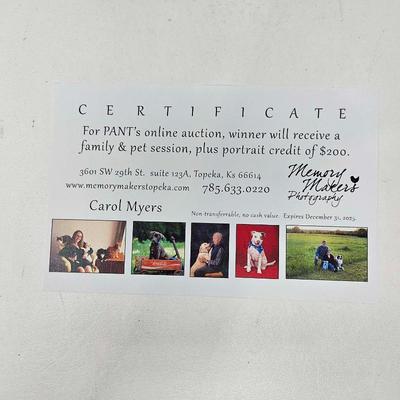 CERTIFICATE
For PANT's online auction, winner will receive a
family & pet session, plus portrait credit of $200.
3601 SW 29th St. suite 123A, Topeka, Ks 66614
www.memorymakerstopeka.com 785.633.0220
Memory
Makers
Photography
Carol Myers
Non-transferrable, no cash value. Expires December 31, 2025.